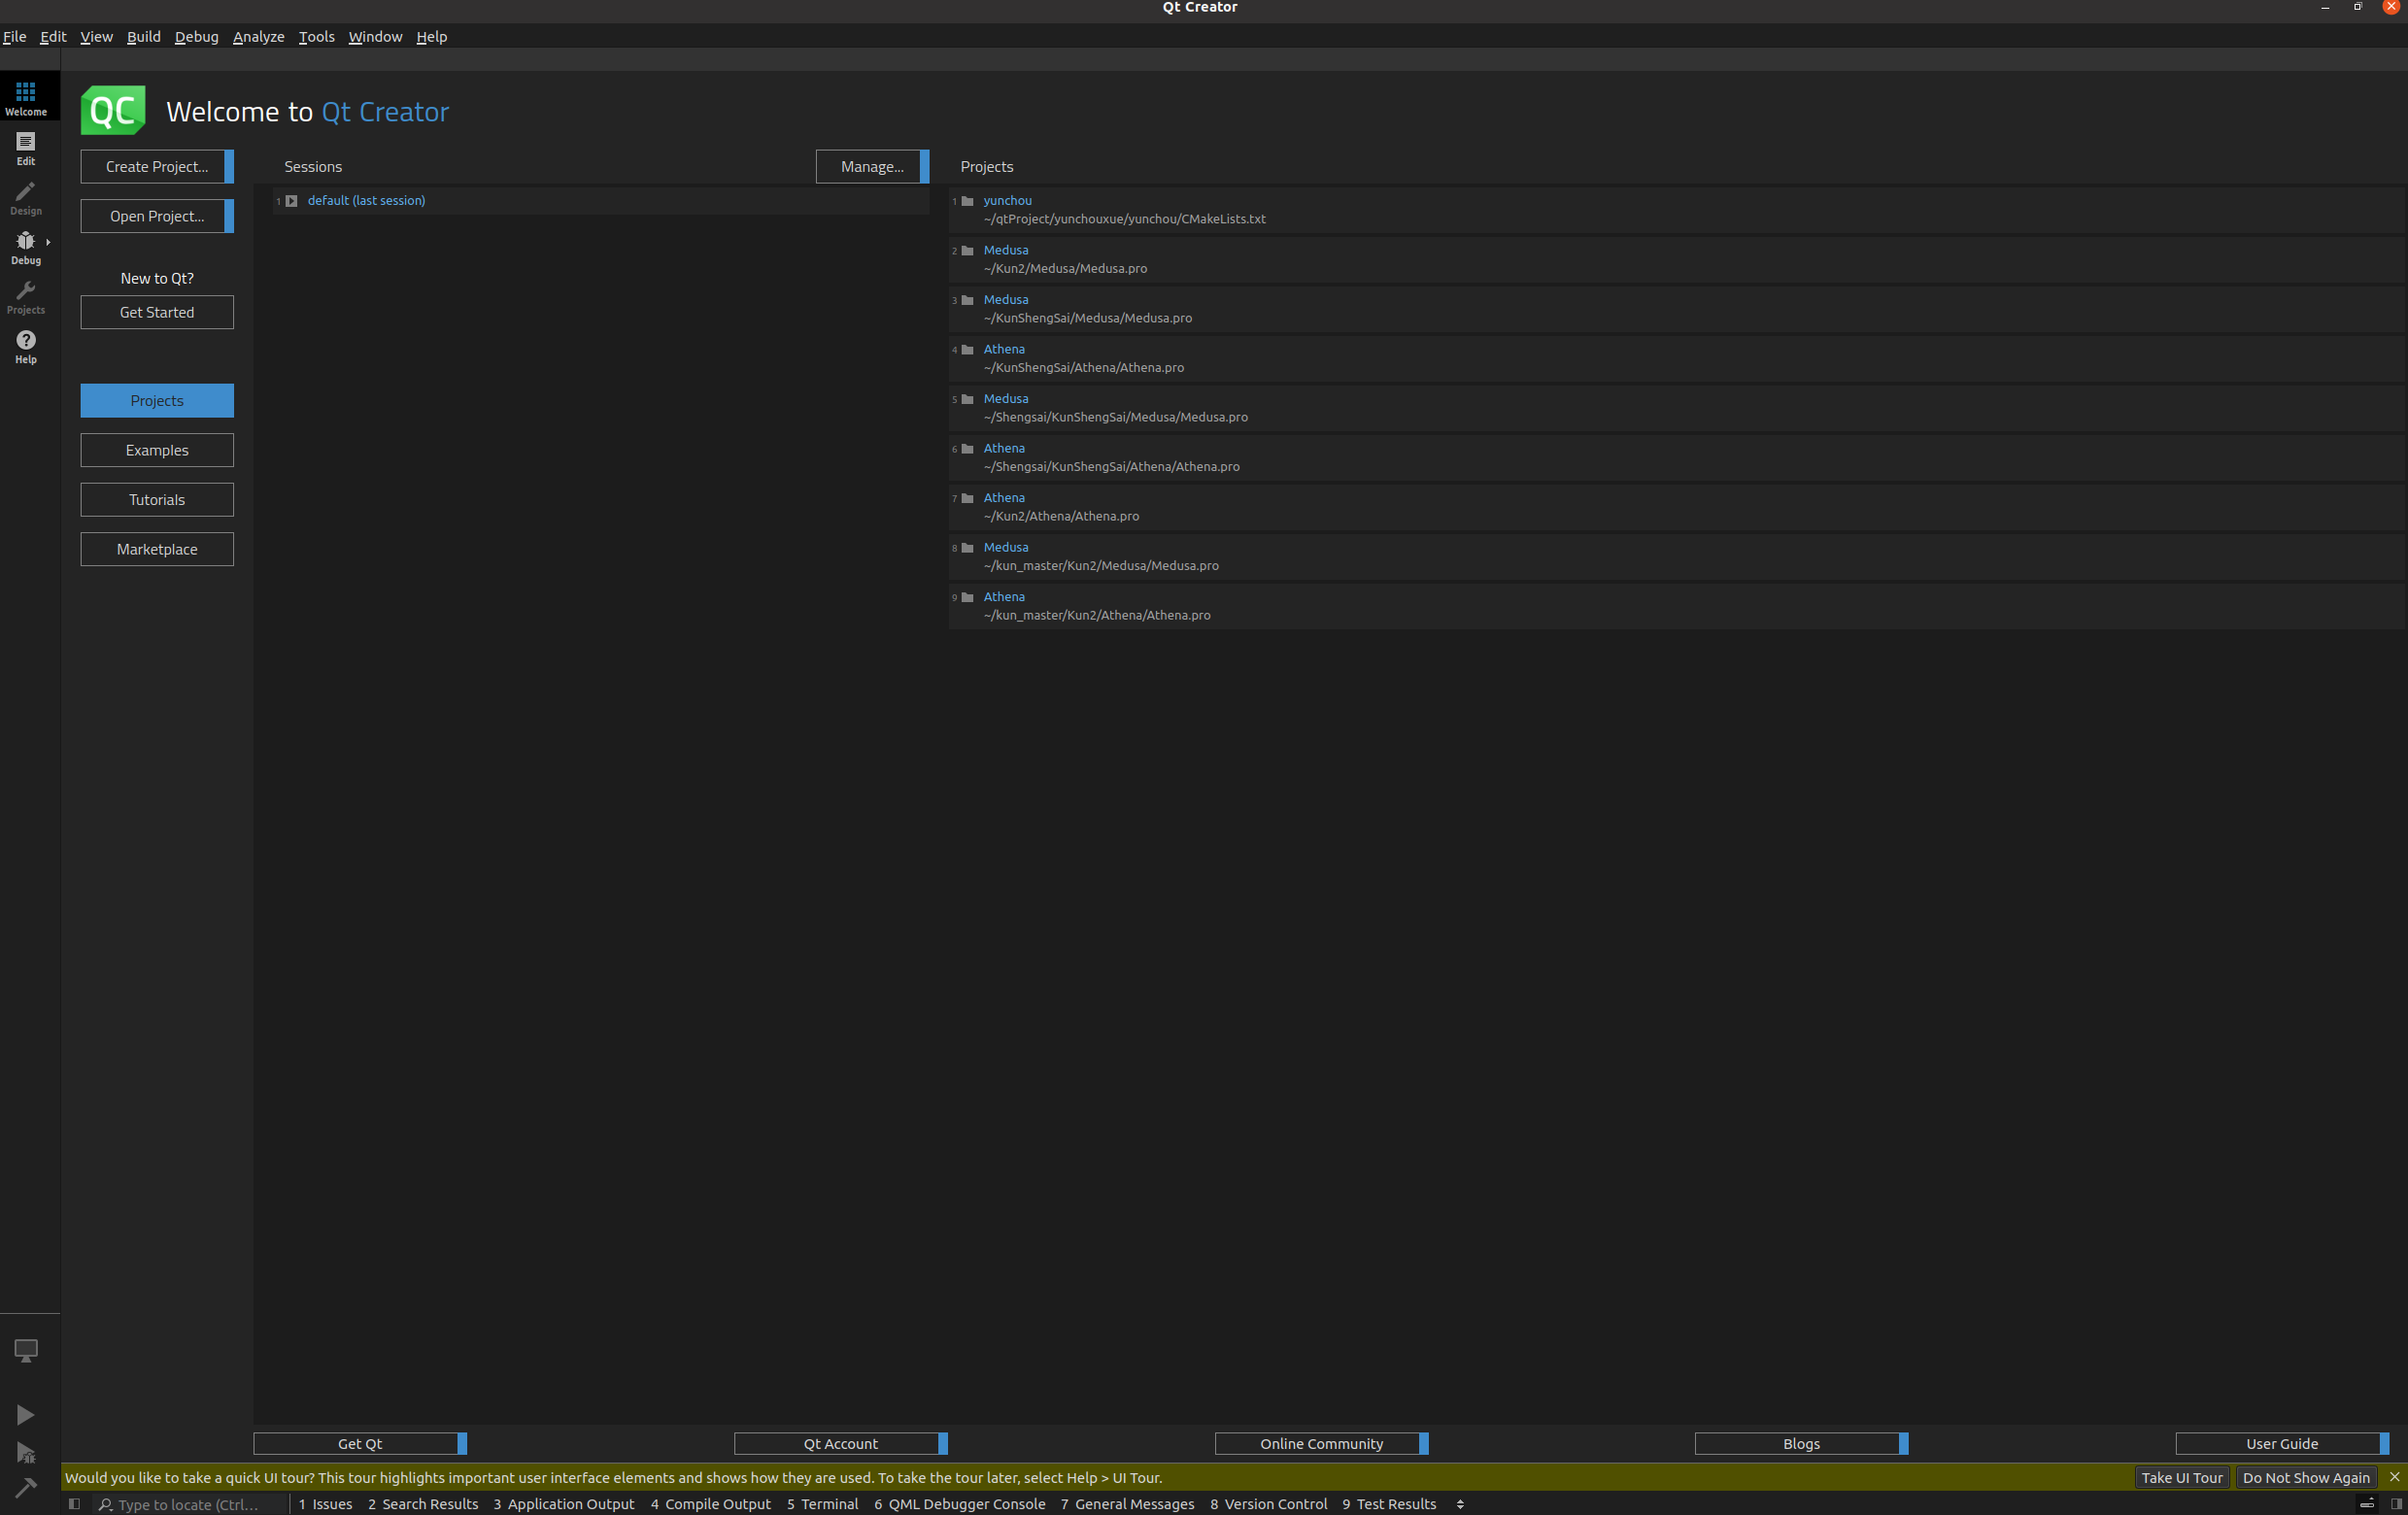 Qt Creator
File Edit View Build Debug Analyze Tools Window Help
Welcome
Edit
Design
Debug
Projects
Help
QC
Welcome to Qt Creator
Create Project...
Open Project...
New to Qt?
Get Started
Projects
Examples
Tutorials
Marketplace
Sessions
Manage...
1 default (last session)
Projects
1 yunchou
~/qtProject/yunchouxue/yunchou/CMakeLists.txt
2 Medusa
~/Kun2/Medusa/Medusa.pro
3 Medusa
~/KunShengSai/Medusa/Medusa.pro
4 Athena
~/KunShengSai/Athena/Athena.pro
5 Medusa
~/Shengsai/KunShengSai/Medusa/Medusa.pro
6 Athena
~/Shengsai/KunShengSai/Athena/Athena.pro
7 Athena
~/Kun2/Athena/Athena.pro
8 Medusa
~/kun_master/Kun2/Medusa/Medusa.pro
9 Athena
~/kun_master/Kun2/Athena/Athena.pro
Get Qt
Qt Account
Online Community
Blogs
User Guide
Would you like to take a quick UI tour? This tour highlights important user interface elements and shows how they are used. To take the tour later, select Help > UI Tour.
Take UI Tour
Do Not Show Again
Type to locate (Ctrl...
1 Issues 2 Search Results 3 Application Output 4 Compile Output 5 Terminal 6 QML Debugger Console 7 General Messages 8 Version Control 9 Test Results